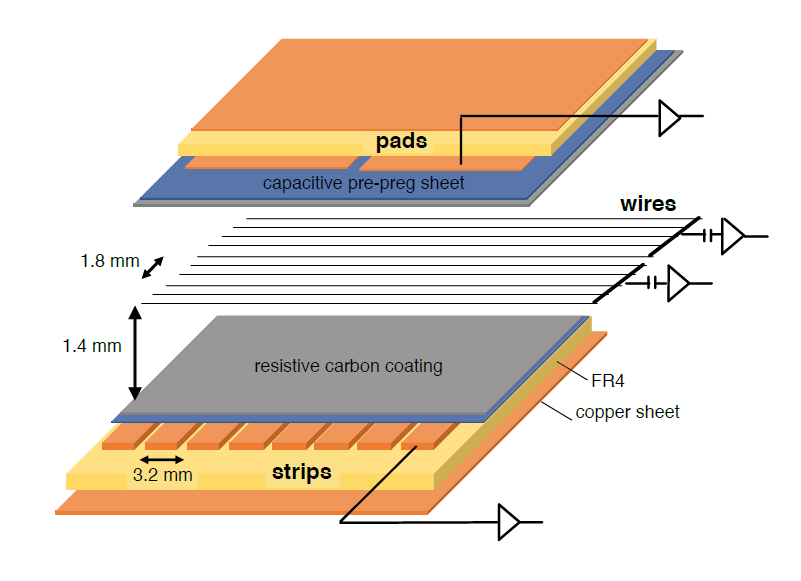 pads
capacitive pre-preg sheet
wires
1.8 mm
1.4 mm
resistive carbon coating
FR4
copper sheet
3.2 mm
strips